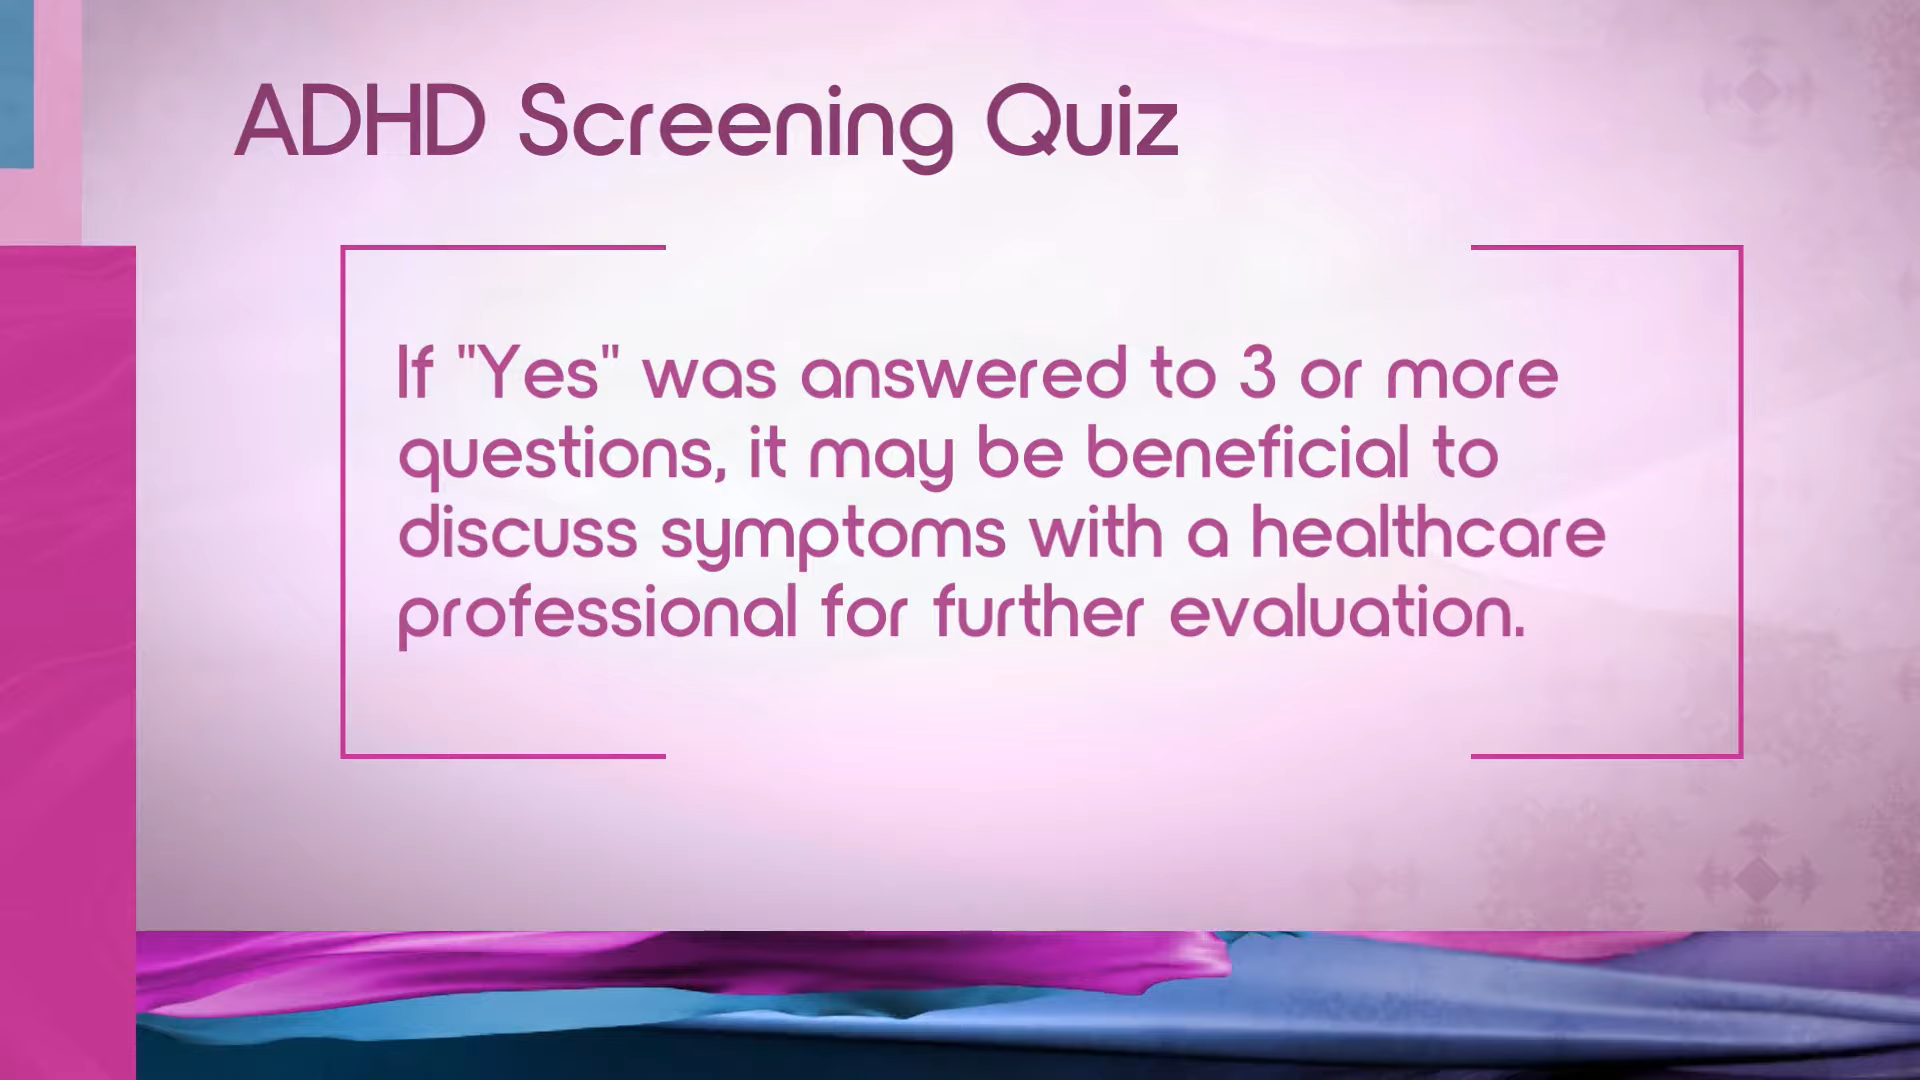 ADHD Screening Quiz
If "Yes" was answered to 3 or more
questions, it may be beneficial to
discuss symptoms with a healthcare
professional for further evaluation.